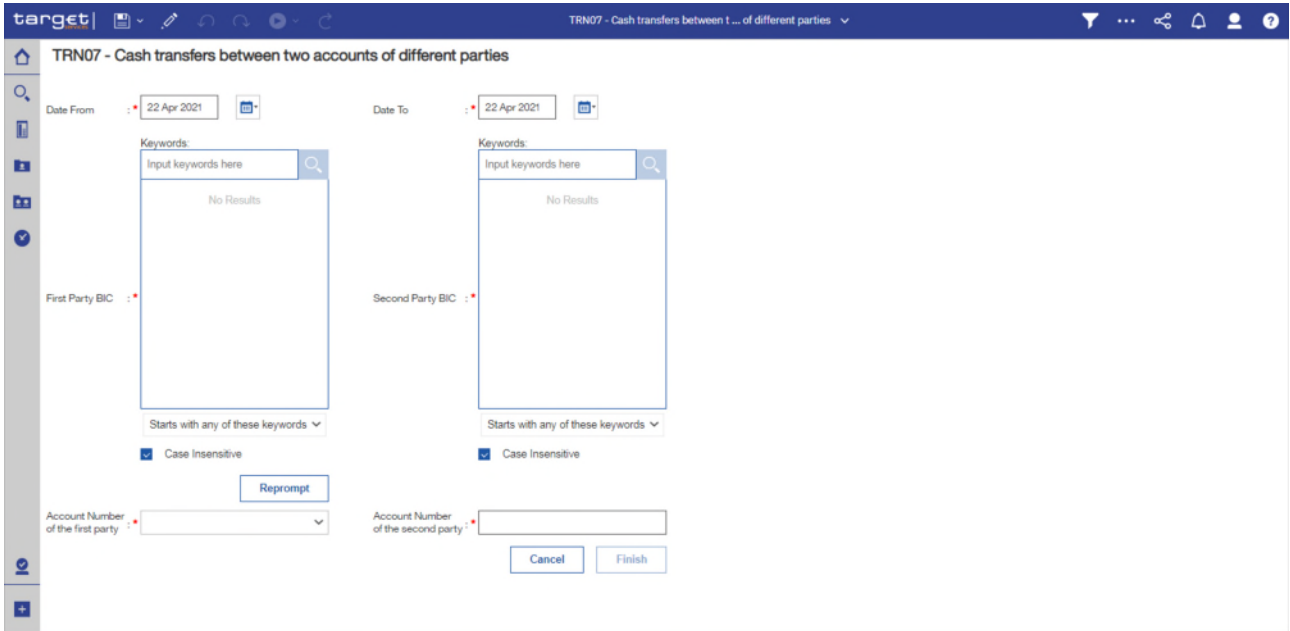 target|
TRN07 - Cash transfers between t ... of different parties
TRN07 - Cash transfers between two accounts of different parties
Date From : * 22 Apr 2021
Date To : * 22 Apr 2021
Keywords:
Input keywords here
No Results
Keywords:
Input keywords here
No Results
First Party BIC : *
Second Party BIC : *
Starts with any of these keywords
Case Insensitive
Starts with any of these keywords
Case Insensitive
Reprompt
Account Number
of the first party : *
Account Number
of the second party : *
Cancel
Finish